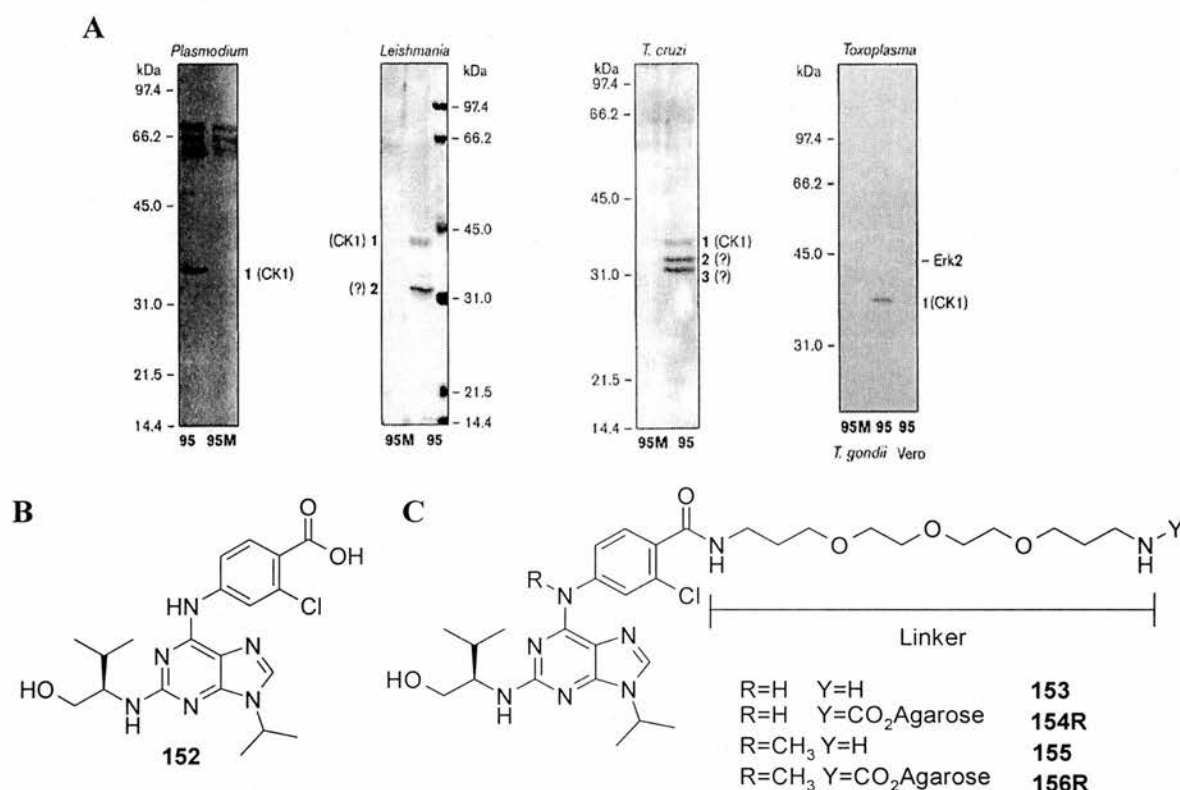 A
Plasmodium
kDa
97.4 –
66.2 –
45.0 –
1 (CK1)
31.0 –
21.5 –
14.4 –
95 95M
Leishmania
kDa
– 97.4
– 66.2
(CK1) 1
– 45.0
(?) 2
– 31.0
– 21.5
– 14.4
95M 95
T. cruzi
kDa
97.4 –
66.2 –
45.0 –
1 (CK1)
2 (?)
3 (?)
31.0 –
21.5 –
14.4 –
95M 95
Toxoplasma
kDa
97.4 –
66.2 –
45.0 –
– Erk2
1(CK1)
31.0 –
95M 95 95
T. gondii Vero
B
O
OH
Cl
HN
N
N
HO
N
H
N
N
152
C
O
N
H
O
O
O
N
H
Y
R
N
Cl
Linker
N
N
HO
N
H
N
N
R=H Y=H 153
R=H Y=CO₂Agarose 154R
R=CH₃ Y=H 155
R=CH₃ Y=CO₂Agarose 156R